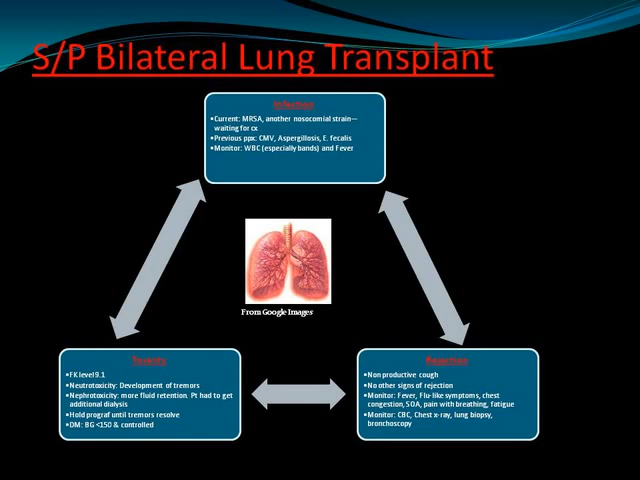 S/P Bilateral Lung Transplant
Infection
•Current: MRSA, another nosocomial strain—
waiting for cx
•Previous ppx: CMV, Aspergillosis, E. fecalis
•Monitor: WBC (especially bands) and Fever
From Google Images
Toxicity
•FK level 9.1
•Neutrotoxicity: Development of tremors
•Nephrotoxicity: more fluid retention. Pt had to get
additional dialysis
•Hold prograf until tremors resolve
•DM: BG <150 & controlled
Rejection
•Non productive cough
•No other signs of rejection
•Monitor: Fever, Flu-like symptoms, chest
congestion, SOA, pain with breathing, fatigue
•Monitor: CBC, Chest x-ray, lung biopsy,
bronchoscopy